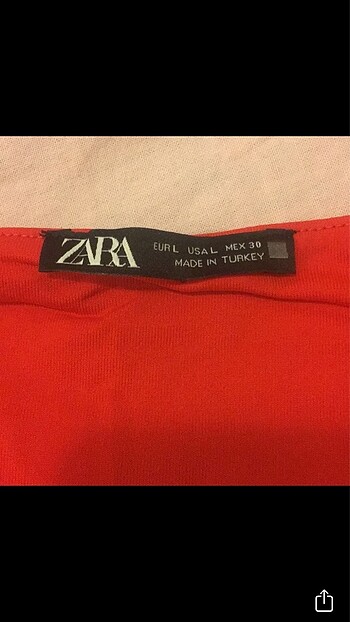 ZARA
EUR L USA L MEX 30
MADE IN TURKEY